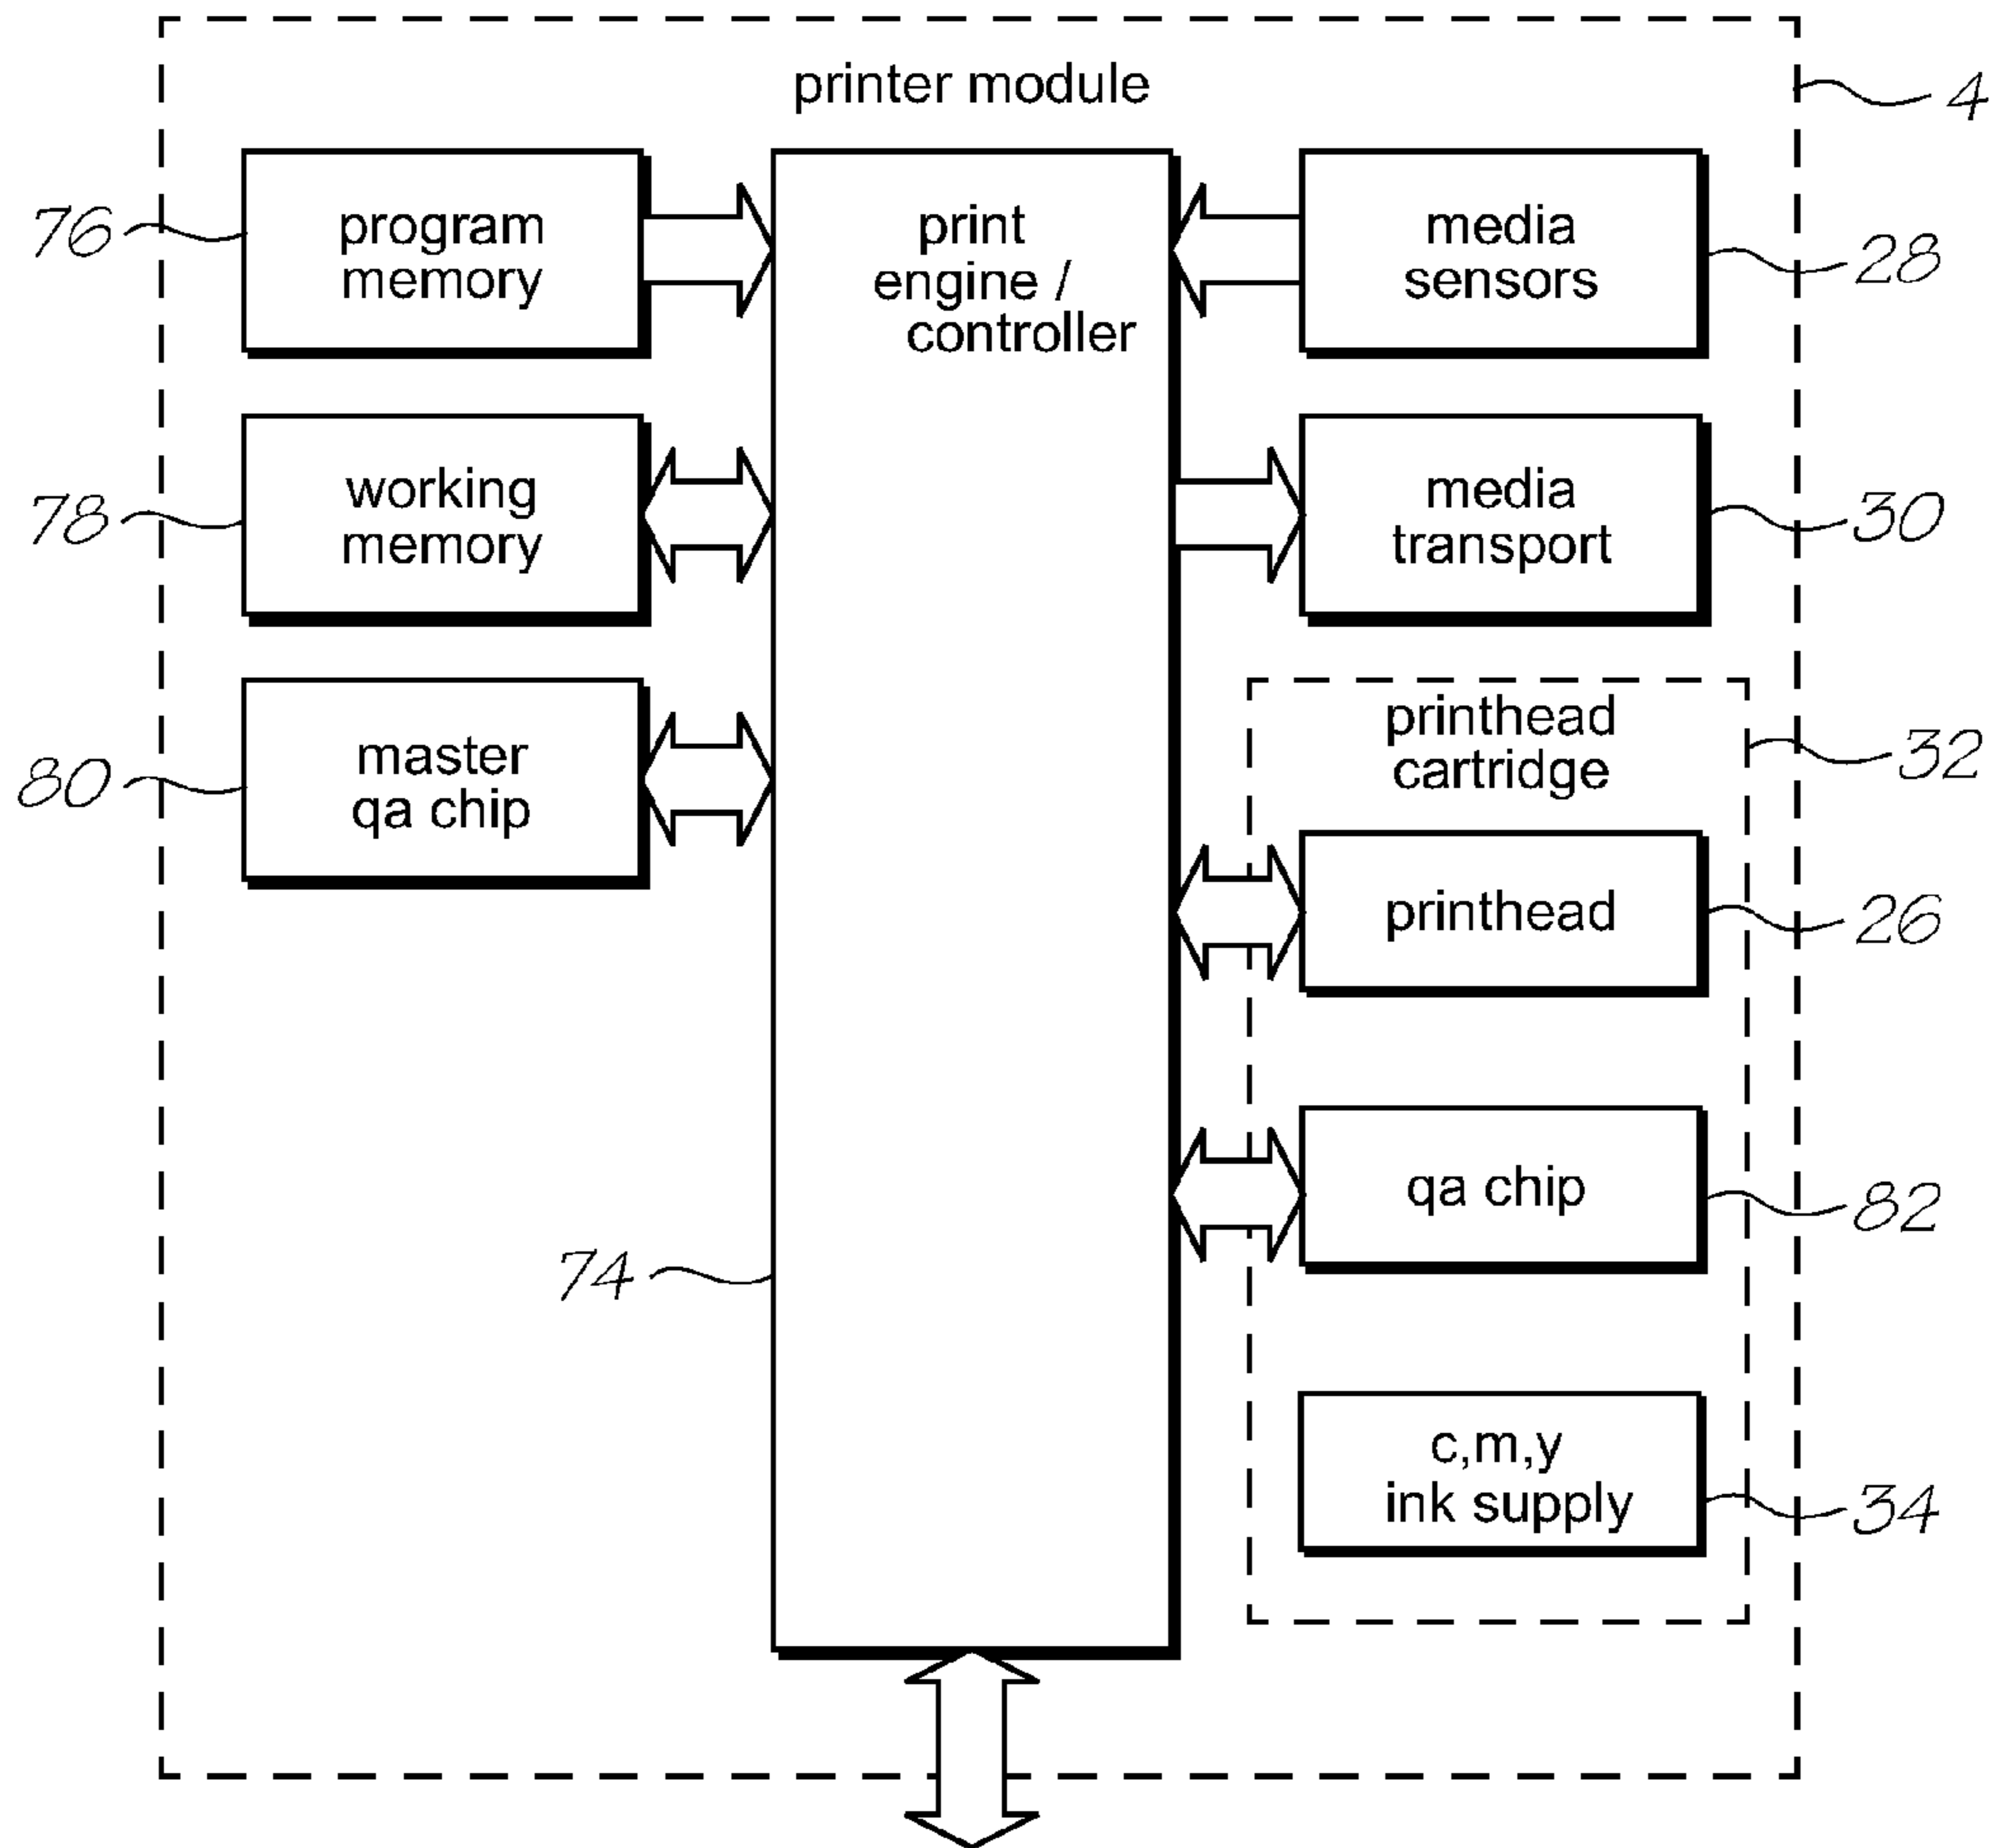 printer module
4
76
program
memory
print
engine /
controller
media
sensors
28
78
working
memory
media
transport
30
80
master
qa chip
printhead
cartridge
32
printhead
26
74
qa chip
82
c,m,y
ink supply
34